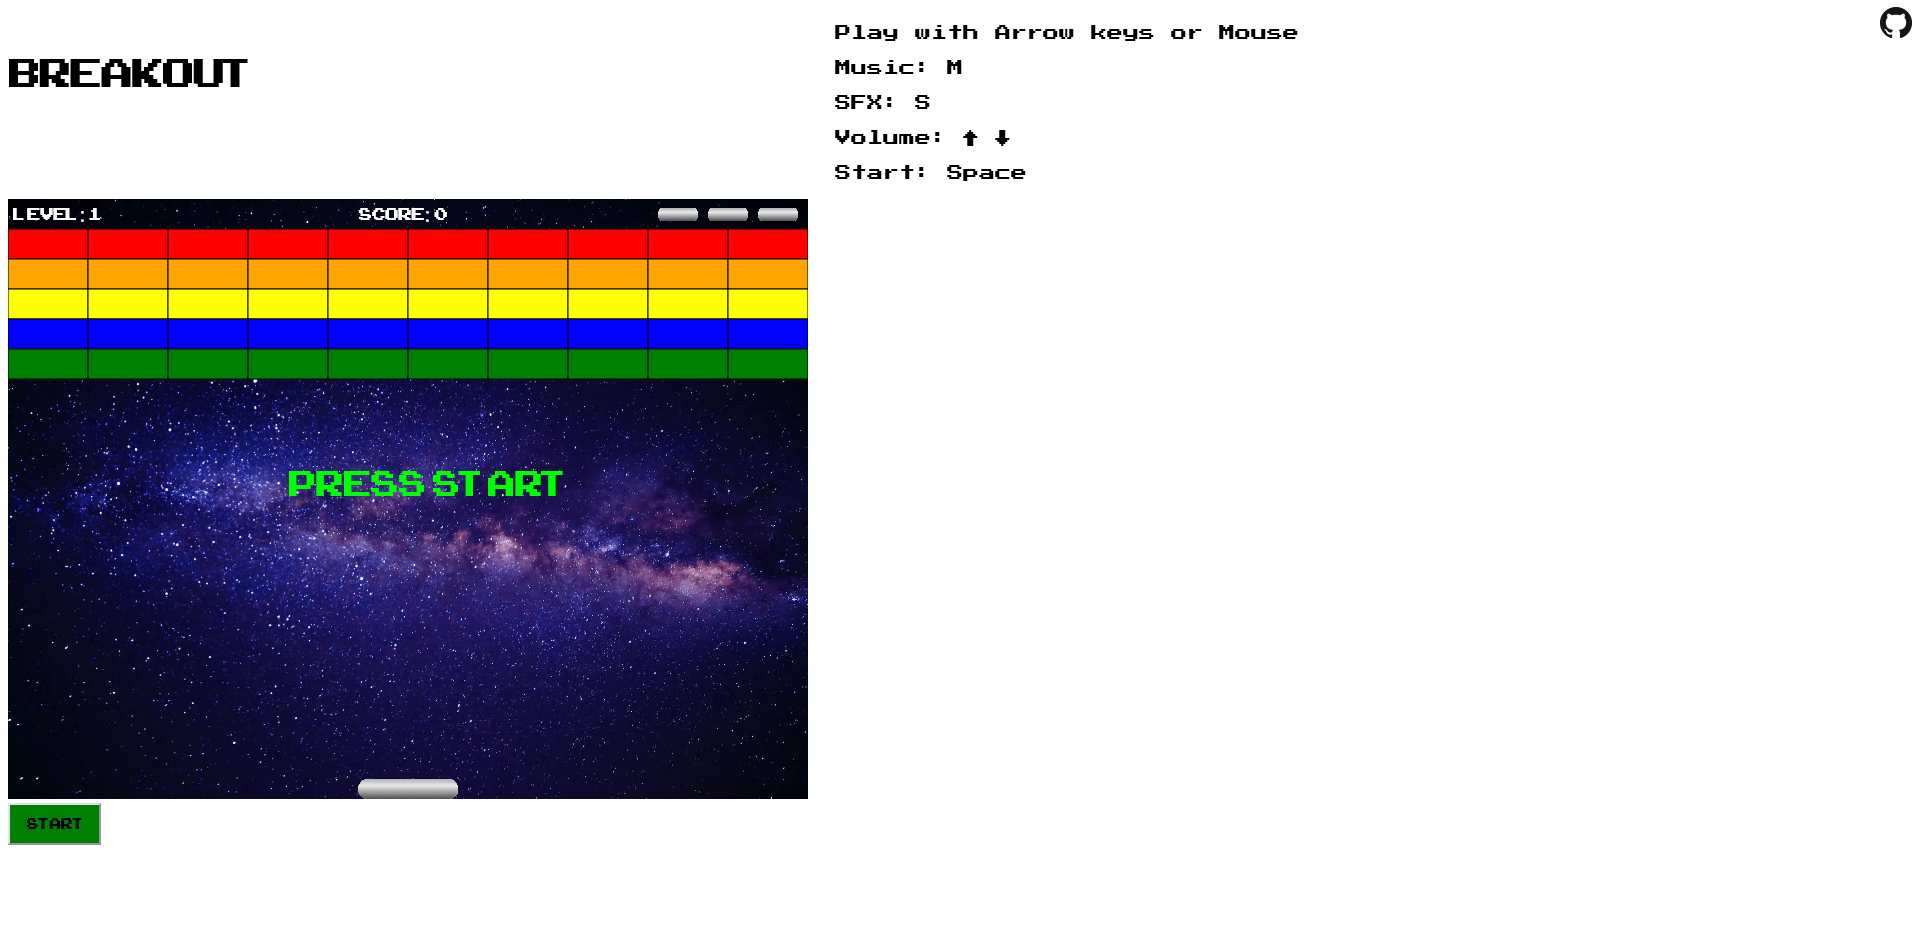 BREAKOUT
Play with Arrow keys or Mouse
Music: M
SFX: S
Volume: ⬆ ⬇
Start: Space
LEVEL:1 SCORE:0
PRESS START
START